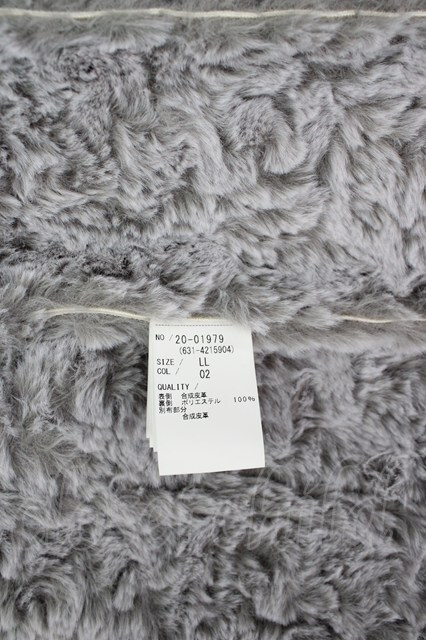 NO / 20-01979
(631-4215904)
SIZE / LL
COL / 02
QUALITY /
表側 合成皮革
裏側 ポリエステル 100%
別布部分
合成皮革